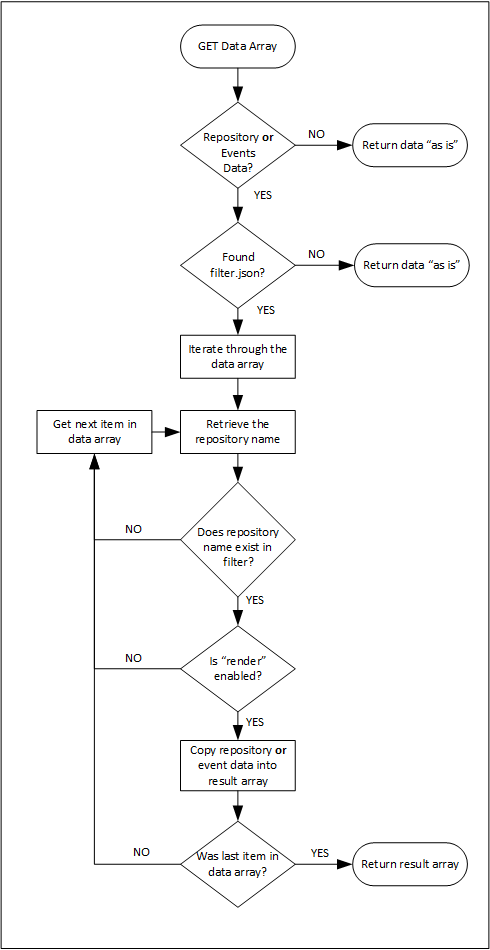 GET Data Array
Repository or
Events
Data?
NO
Return data “as is”
YES
Found
filter.json?
NO
Return data “as is”
YES
Iterate through the
data array
Get next item in
data array
Retrieve the
repository name
Does repository
name exist in
filter?
NO
YES
Is “render”
enabled?
NO
YES
Copy repository or
event data into
result array
Was last item in
data array?
NO
YES
Return result array